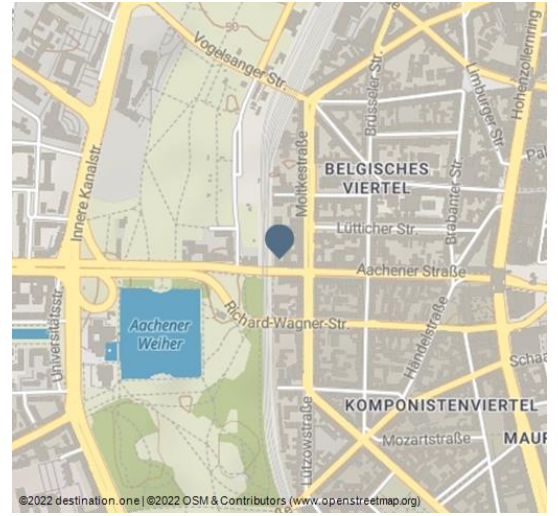 50
Vogelsanger Str.
Innere Kanalstr.
Moltkestraße
Brüsseler Str.
Limburger Str.
Hohenzollernring
BELGISCHES
VIERTEL
Brabanter Str.
Lütticher Str.
Aachener Straße
Aachener
Weiher
Richard-Wagner-Str.
Universitätsstr.
Händelstraße
KOMPONISTENVIERTEL
Lützowstraße
Mozartstraße
©2022 destination.one | ©2022 OSM & Contributors (www.openstreetmap.org)